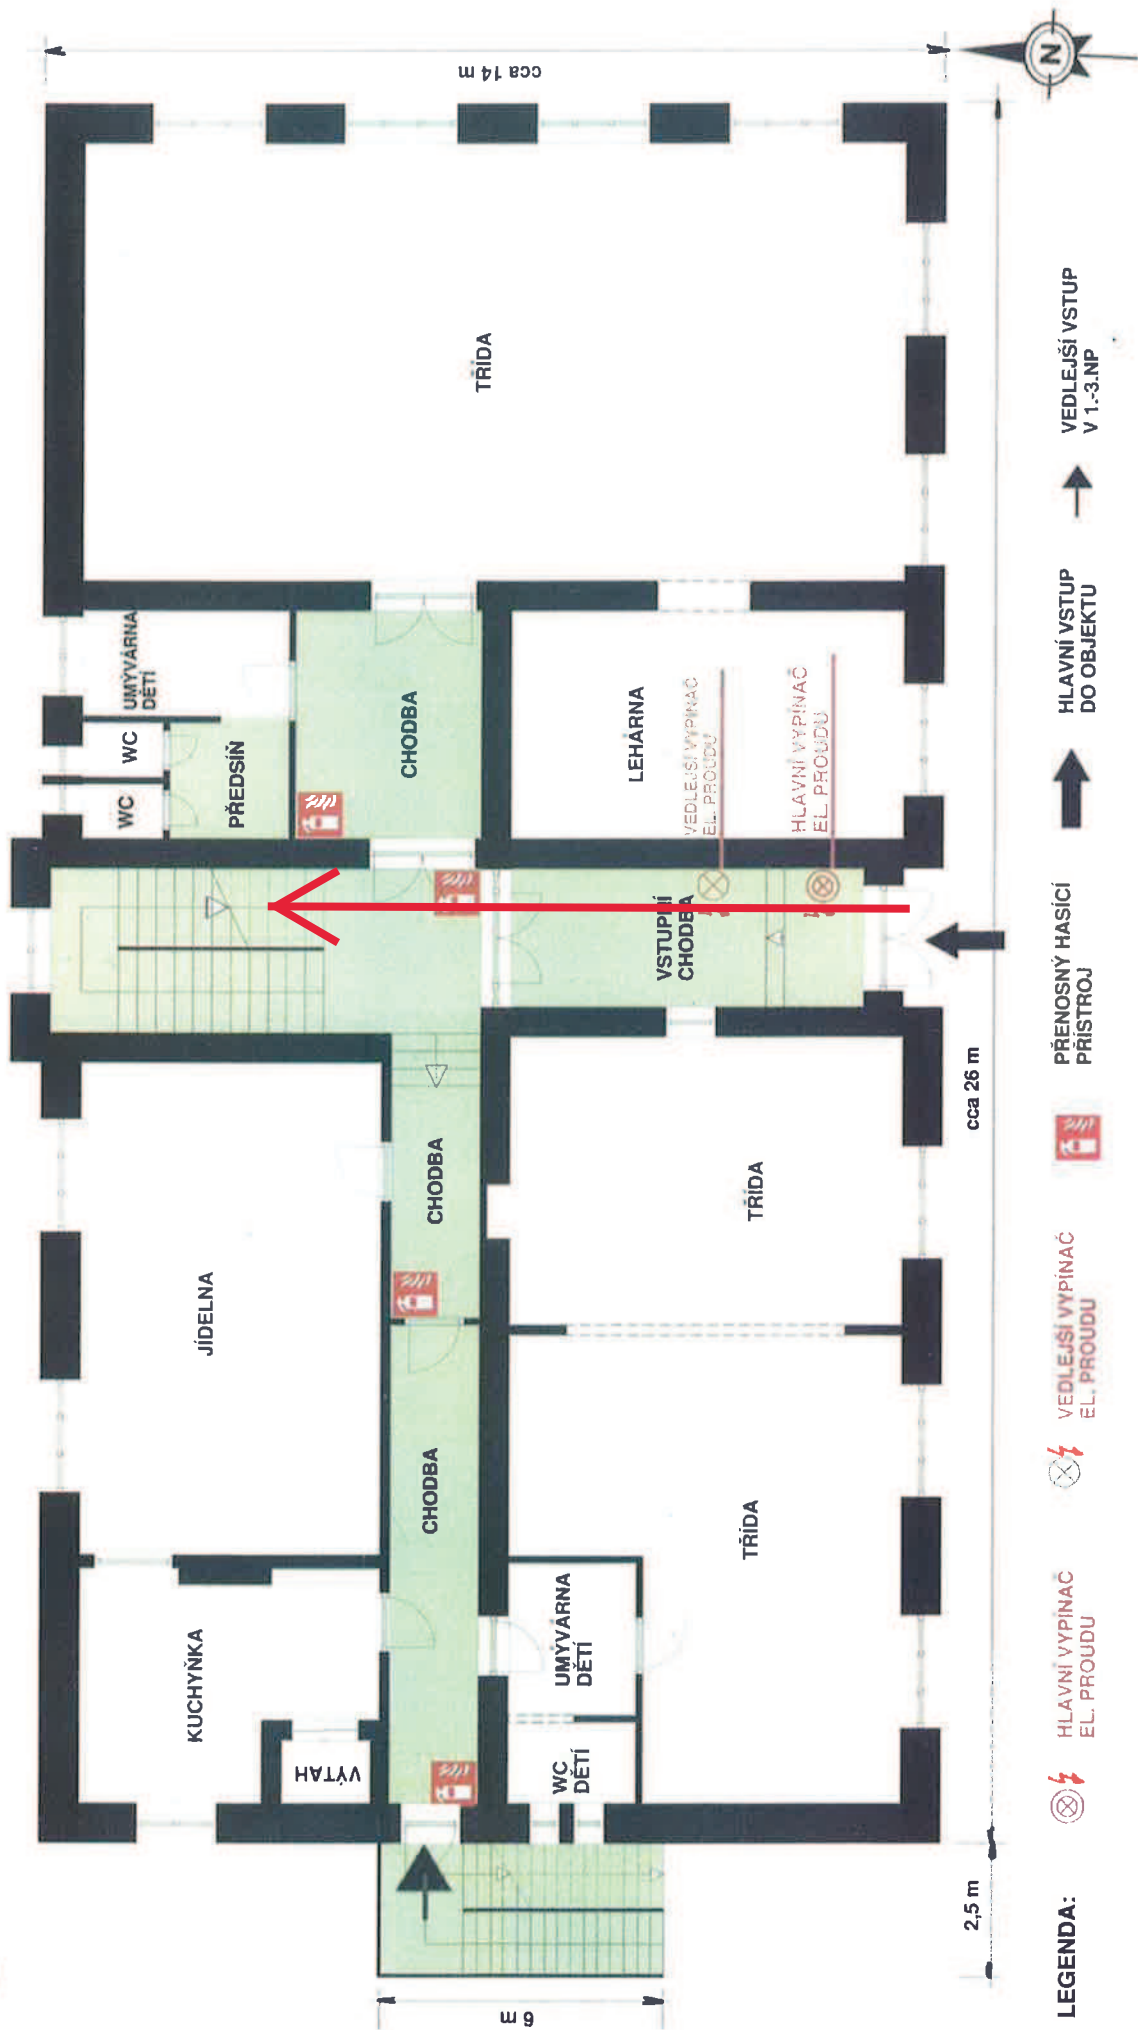 cca 14 m
N
TŘÍDA
UMÝVÁRNA
DĚTÍ
WC
WC
PŘEDSÍŇ
CHODBA
LEHÁRNA
VEDLEJŠÍ VYPÍNAČ
EL. PROUDU
HLAVNÍ VYPÍNAČ
EL. PROUDU
VSTUPNÍ
CHODBA
JÍDELNA
CHODBA
TŘÍDA
CHODBA
TŘÍDA
KUCHYŇKA
VÝTAH
UMÝVÁRNA
DĚTÍ
WC
DĚTÍ
cca 26 m
2,5 m
6 m
LEGENDA:
HLAVNÍ VYPÍNAČ
EL. PROUDU
VEDLEJŠÍ VYPÍNAČ
EL. PROUDU
PŘENOSNÝ HASÍCÍ
PŘÍSTROJ
HLAVNÍ VSTUP
DO OBJEKTU
VEDLEJŠÍ VSTUP
V 1.-3.NP